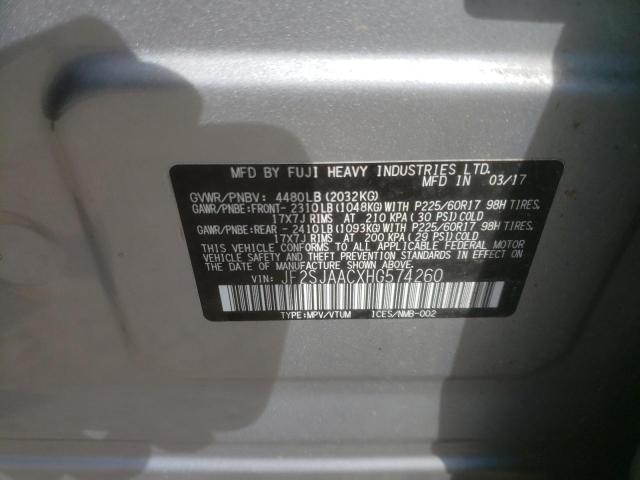 MFD BY FUJI HEAVY INDUSTRIES LTD.
MFD IN 03/17
GVWR/PNBV: 4480LB (2032KG)
GAWR/PNBE:FRONT- 2310LB (1048KG) WITH P225/60R17 98H TIRES,
17X7J RIMS AT 210 KPA (30 PSI) COLD
GAWR/PNBE:REAR - 2410LB (1093KG) WITH P225/60R17 98H TIRES,
17X7J RIMS AT 200 KPA (29 PSI) COLD
THIS VEHICLE CONFORMS TO ALL APPLICABLE FEDERAL MOTOR
VEHICLE SAFETY AND THEFT PREVENTION STANDARDS IN EFFECT ON
THE DATE OF MANUFACTURE SHOWN ABOVE.
VIN: JF2SJAACXHG574260
TYPE:MPV/VTUM ICES/NMB-002